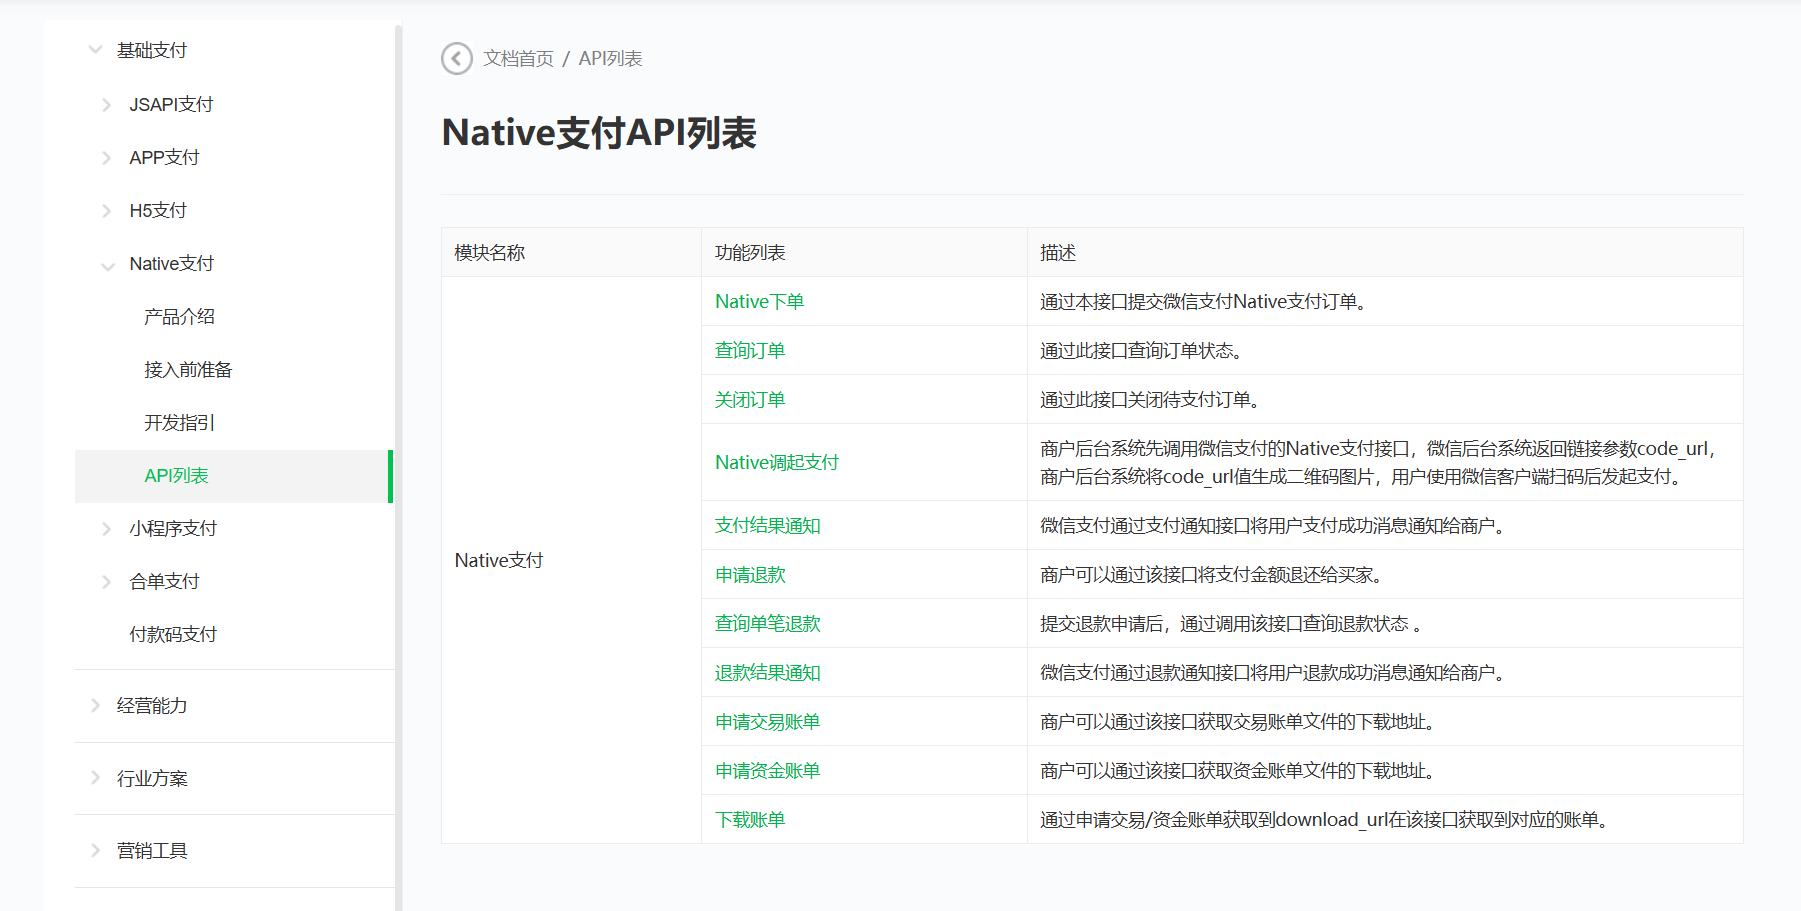 基础支付
JSAPI支付
APP支付
H5支付
Native支付
产品介绍
接入前准备
开发指引
API列表
小程序支付
合单支付
付款码支付
经营能力
行业方案
营销工具
文档首页 / API列表
Native支付API列表
模块名称 功能列表 描述
Native支付
Native下单 通过本接口提交微信支付Native支付订单。
查询订单 通过此接口查询订单状态。
关闭订单 通过此接口关闭待支付订单。
Native调起支付 商户后台系统先调用微信支付的Native支付接口，微信后台系统返回链接参数code_url，
商户后台系统将code_url值生成二维码图片，用户使用微信客户端扫码后发起支付。
支付结果通知 微信支付通过支付通知接口将用户支付成功消息通知给商户。
申请退款 商户可以通过该接口将支付金额退还给买家。
查询单笔退款 提交退款申请后，通过调用该接口查询退款状态 。
退款结果通知 微信支付通过退款通知接口将用户退款成功消息通知给商户。
申请交易账单 商户可以通过该接口获取交易账单文件的下载地址。
申请资金账单 商户可以通过该接口获取资金账单文件的下载地址。
下载账单 通过申请交易/资金账单获取到download_url在该接口获取到对应的账单。